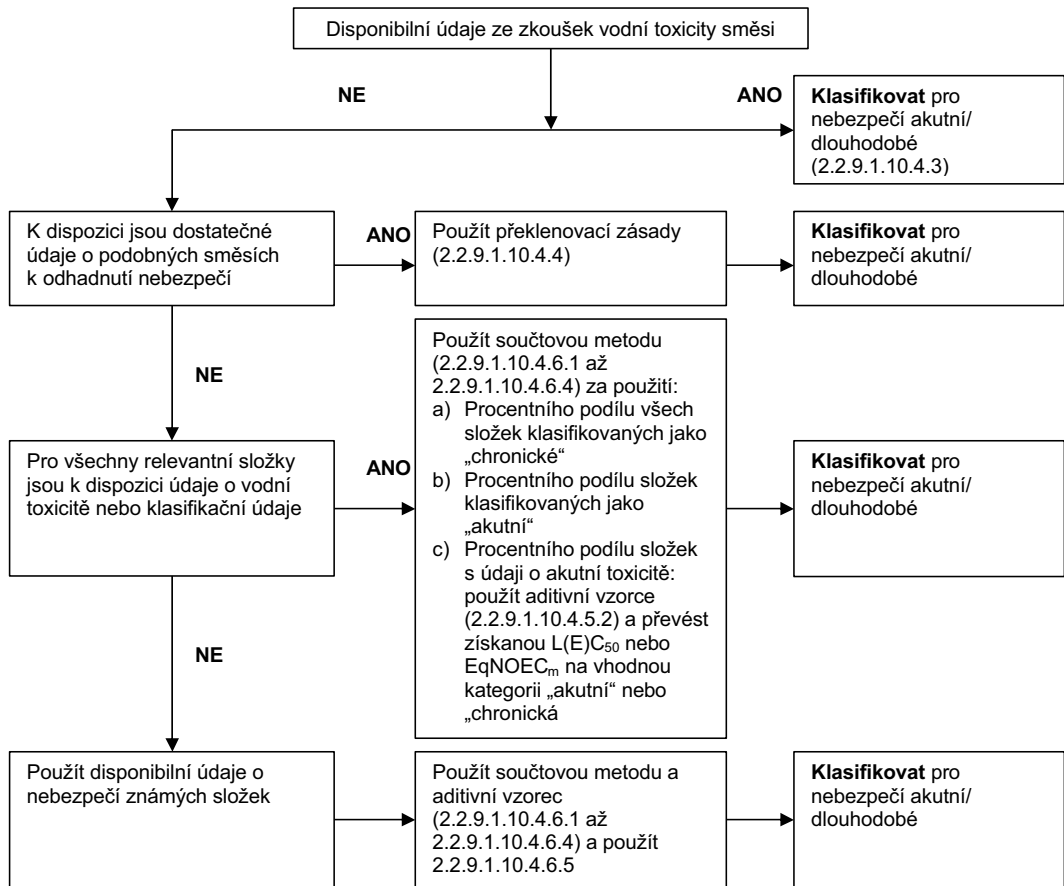 Disponibilní údaje ze zkoušek vodní toxicity směsi
NE
ANO
Klasifikovat pro
nebezpečí akutní/
dlouhodobé
(2.2.9.1.10.4.3)
K dispozici jsou dostatečné
údaje o podobných směsích
k odhadnutí nebezpečí
ANO
Použít překlenovací zásady
(2.2.9.1.10.4.4)
Klasifikovat pro
nebezpečí akutní/
dlouhodobé
NE
Použít součtovou metodu
(2.2.9.1.10.4.6.1 až
2.2.9.1.10.4.6.4) za použití:
a) Procentního podílu všech
složek klasifikovaných jako
„chronické“
b) Procentního podílu složek
klasifikovaných jako
„akutní“
c) Procentního podílu složek
s údaji o akutní toxicitě:
použít aditivní vzorce
(2.2.9.1.10.4.5.2) a převést
získanou L(E)C₅₀ nebo
EqNOECₘ na vhodnou
kategorii „akutní“ nebo
„chronická
Pro všechny relevantní složky
jsou k dispozici údaje o vodní
toxicitě nebo klasifikační údaje
ANO
Klasifikovat pro
nebezpečí akutní/
dlouhodobé
NE
Použít disponibilní údaje o
nebezpečí známých složek
Použít součtovou metodu a
aditivní vzorec
(2.2.9.1.10.4.6.1 až
2.2.9.1.10.4.6.4) a použít
2.2.9.1.10.4.6.5
Klasifikovat pro
nebezpečí akutní/
dlouhodobé